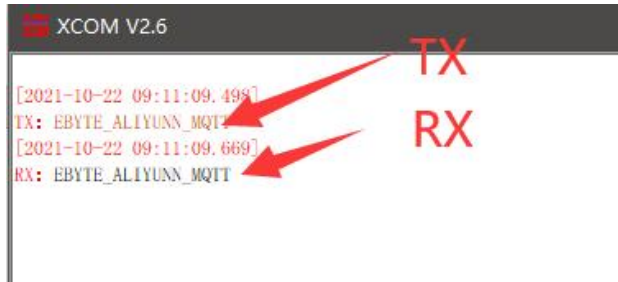 XCOM V2.6
TX
[2021-10-22 09:11:09.498]
TX: EBYTE_ALIYUNN_MQTT
RX
[2021-10-22 09:11:09.669]
RX: EBYTE_ALIYUNN_MQTT